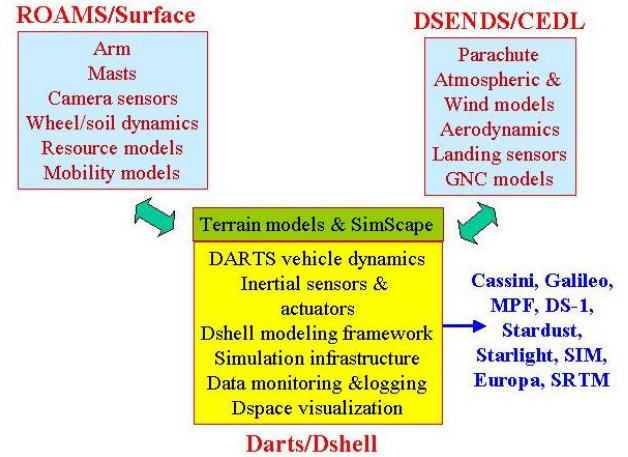 ROAMS/Surface
Arm
Masts
Camera sensors
Wheel/soil dynamics
Resource models
Mobility models
DSENDS/CEDL
Parachute
Atmospheric &
Wind models
Aerodynamics
Landing sensors
GNC models
Terrain models & SimScape
DARTS vehicle dynamics
Inertial sensors &
actuators
Dshell modeling framework
Simulation infrastructure
Data monitoring &logging
Dspace visualization
Darts/Dshell
Cassini, Galileo,
MPF, DS-1,
Stardust,
Starlight, SIM,
Europa, SRTM